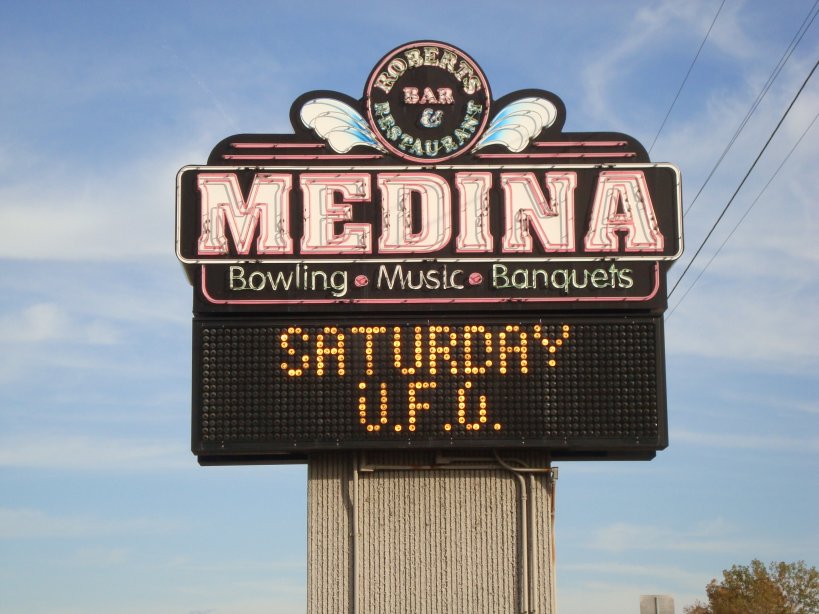 ROBERTS
BAR
&
RESTAURANT
MEDINA
Bowling • Music • Banquets
SATURDAY
U.F.O.